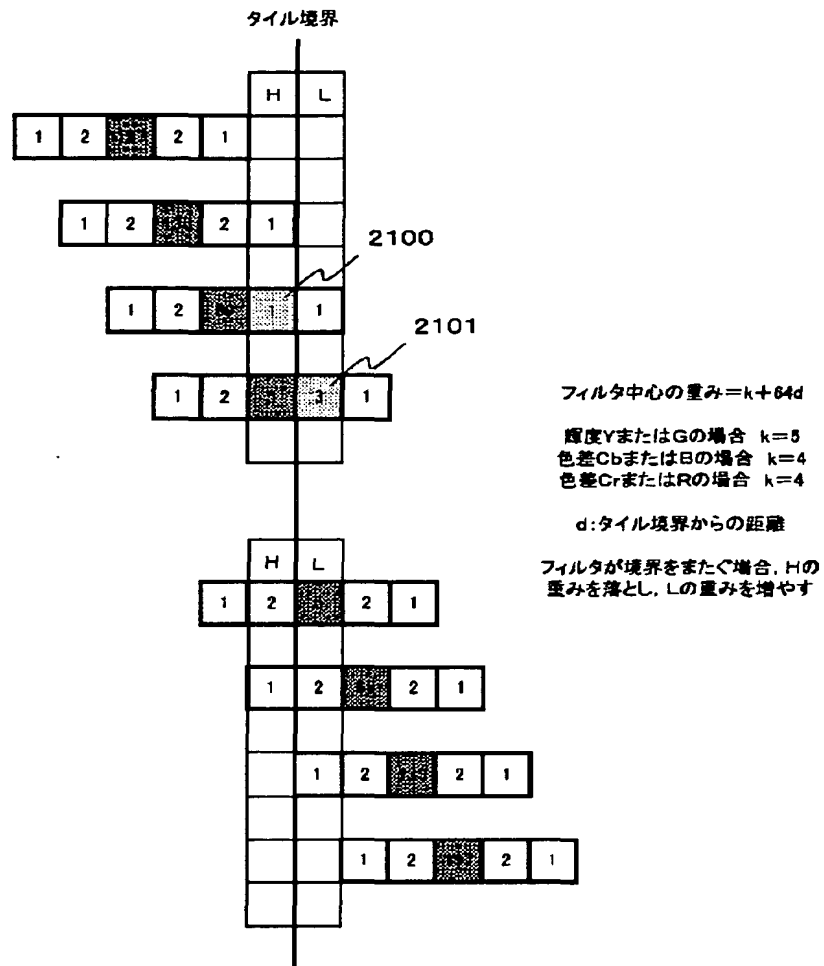 タイル境界
H L
1 2 2 1
1 2 2 1
2100
1 2 1 1
2101
1 2 3 1
フィルタ中心の重み＝k＋64d
輝度YまたはGの場合 k＝5
色差CbまたはBの場合 k＝4
色差CrまたはRの場合 k＝4
d：タイル境界からの距離
フィルタが境界をまたぐ場合，Hの
重みを落とし，Lの重みを増やす
H L
1 2 2 1
1 2 2 1
1 2 2 1
1 2 2 1